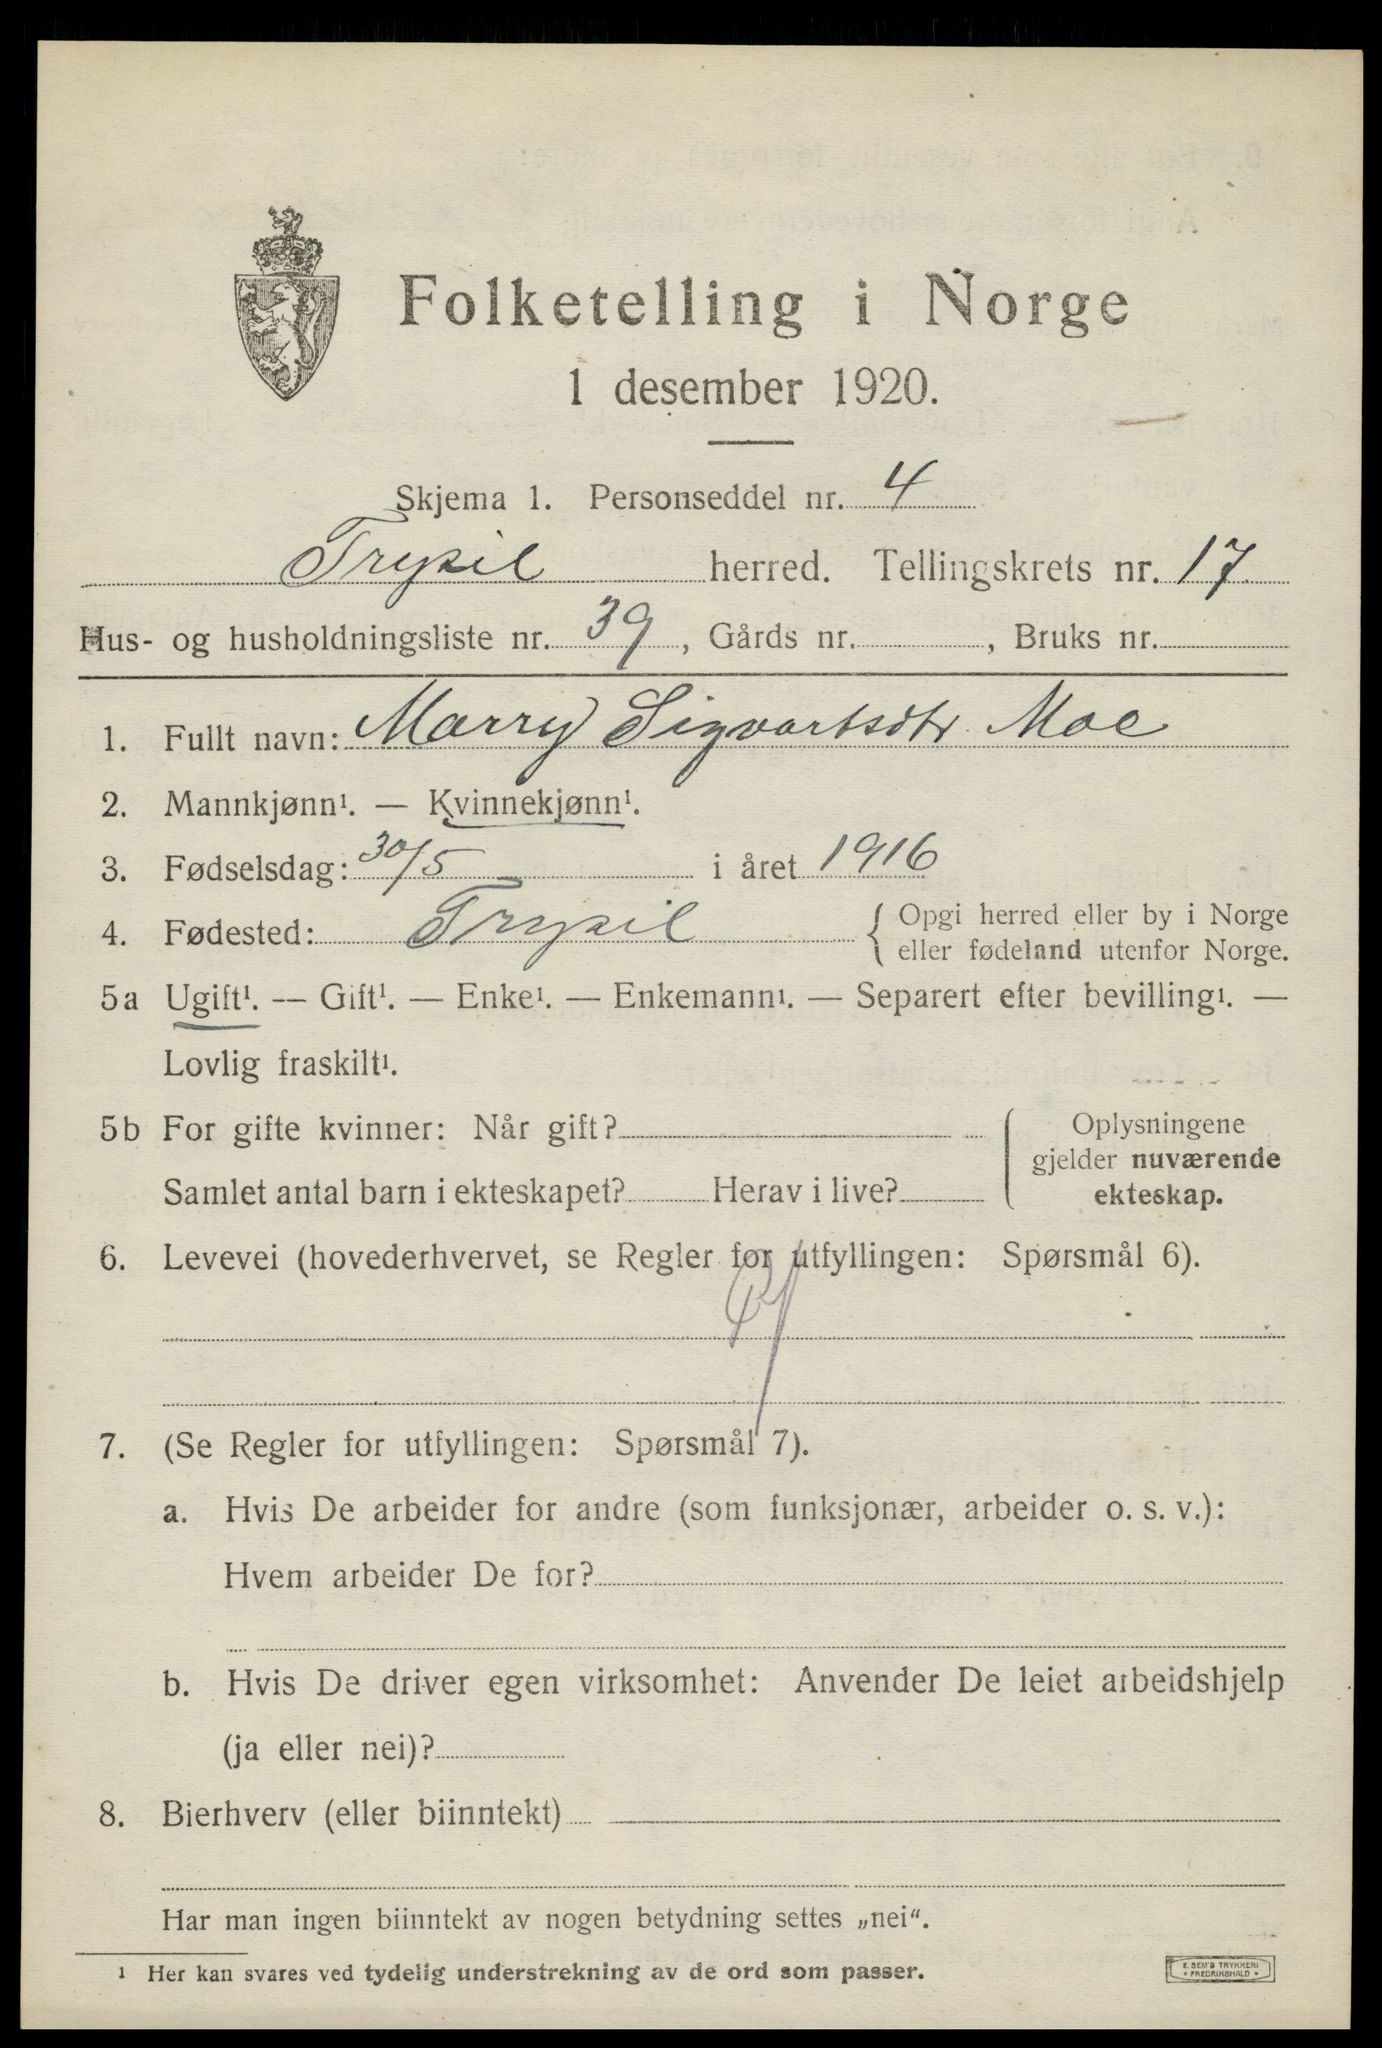 Folketelling i Norge
1 desember 1920.
Skjema 1. Personseddel nr. 4
Trysil herred. Tellingskrets nr. 17
Hus- og husholdningsliste nr. 39, Gårds nr. , Bruks nr.
1. Fullt navn: Marry Sigvartsdtr Moe
2. Mannkjønn¹. — Kvinnekjønn¹.
3. Fødselsdag: 30/5 i året 1916
4. Fødested: Trysil { Opgi herred eller by i Norge
eller fødeland utenfor Norge.
5a Ugift¹. — Gift¹. — Enke¹. — Enkemann¹. — Separert efter bevilling¹. —
Lovlig fraskilt¹.
5b For gifte kvinner: Når gift?
Samlet antal barn i ekteskapet? Herav i live?
Oplysningene
gjelder nuværende
ekteskap.
6. Levevei (hovederhvervet, se Regler for utfyllingen: Spørsmål 6).
7. (Se Regler for utfyllingen: Spørsmål 7).
a. Hvis De arbeider for andre (som funksjonær, arbeider o. s. v.):
Hvem arbeider De for?
b. Hvis De driver egen virksomhet: Anvender De leiet arbeidshjelp
(ja eller nei)?
8. Bierhverv (eller biinntekt)
Har man ingen biinntekt av nogen betydning settes „nei“.
¹ Her kan svares ved tydelig understrekning av de ord som passer.
E. SEM'S TRYKKERI
FREDRIKSHALD